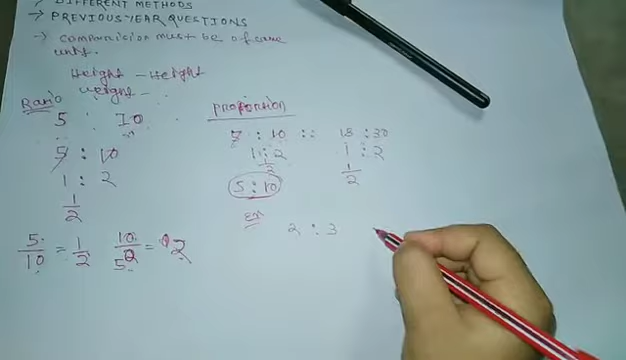 → DIFFERENT METHODS
→ PREVIOUS YEAR QUESTIONS
→ comparision must be of same
unit.
Height - Height
weight -
Ratio
5 : 10
5 : 10
1 : 2
1/2
5/10 = 1/2 10/5 = 2
proportion
5 : 10 :: 15 : 30
1 : 2 1 : 2
1/2 1/2
5 : 10
Ex
2 : 3